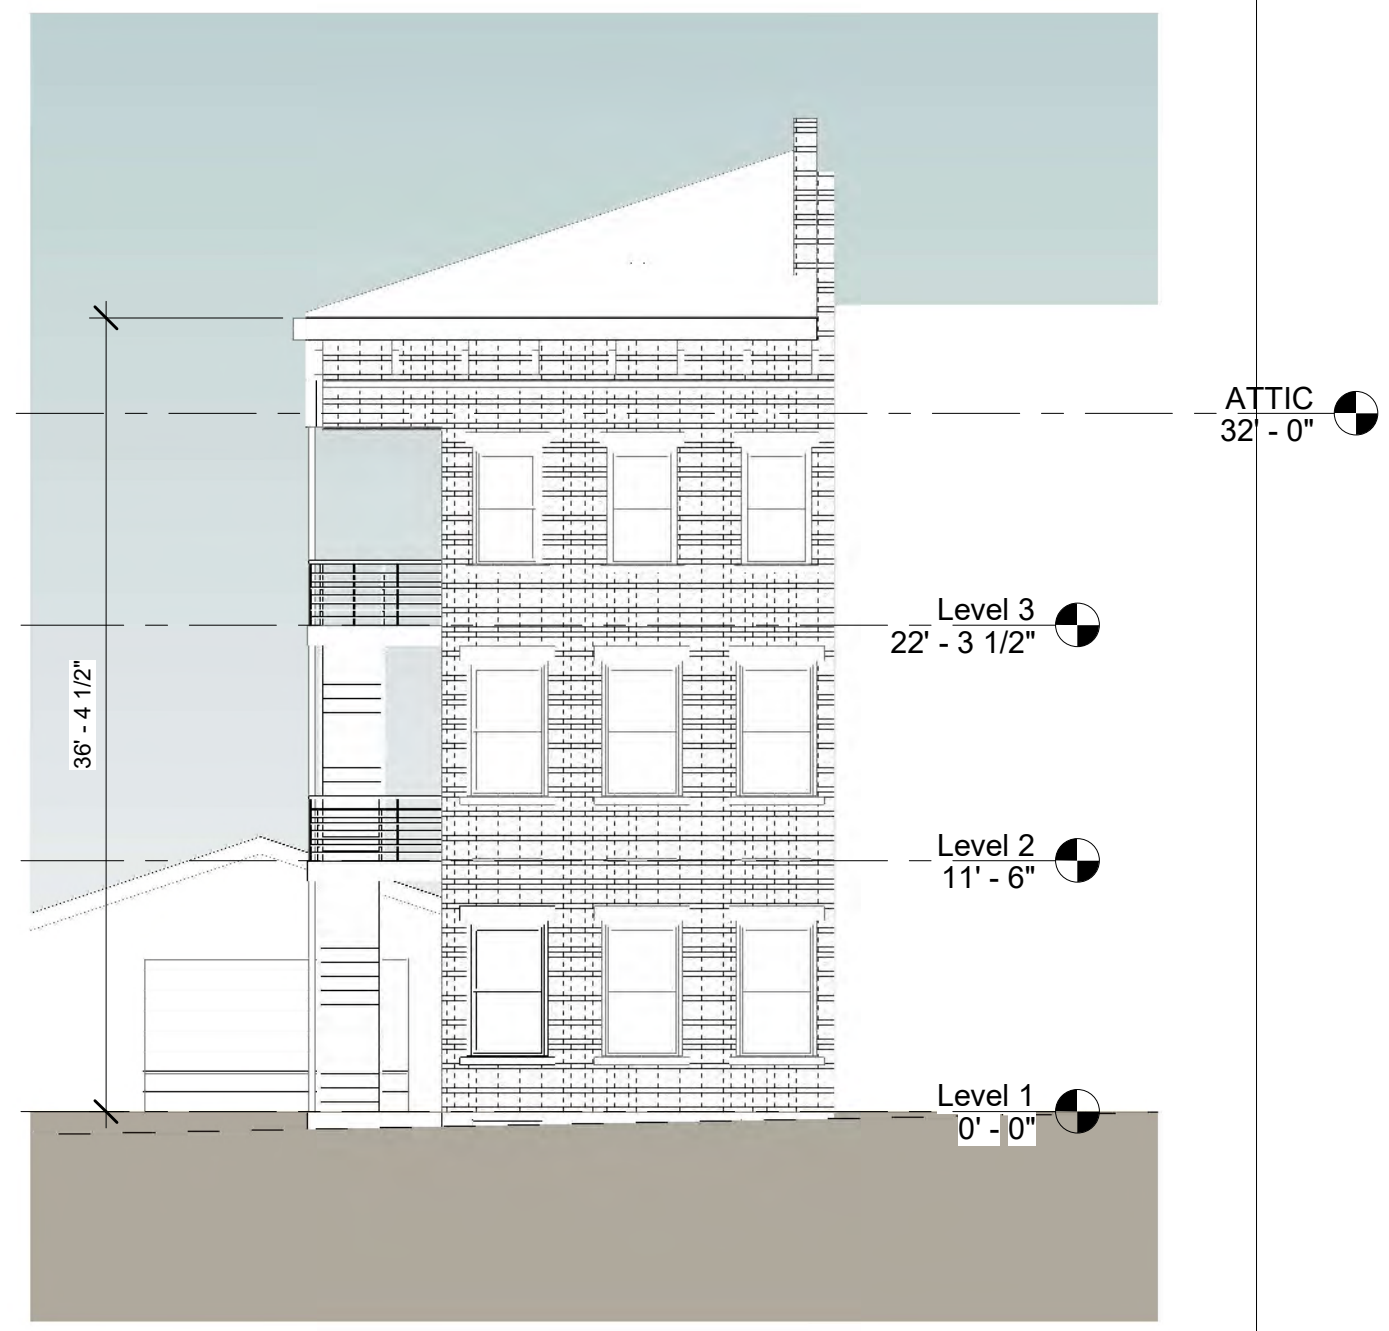 ATTIC
32' - 0"
Level 3
22' - 3 1/2"
36' - 4 1/2"
Level 2
11' - 6"
Level 1
0' - 0"